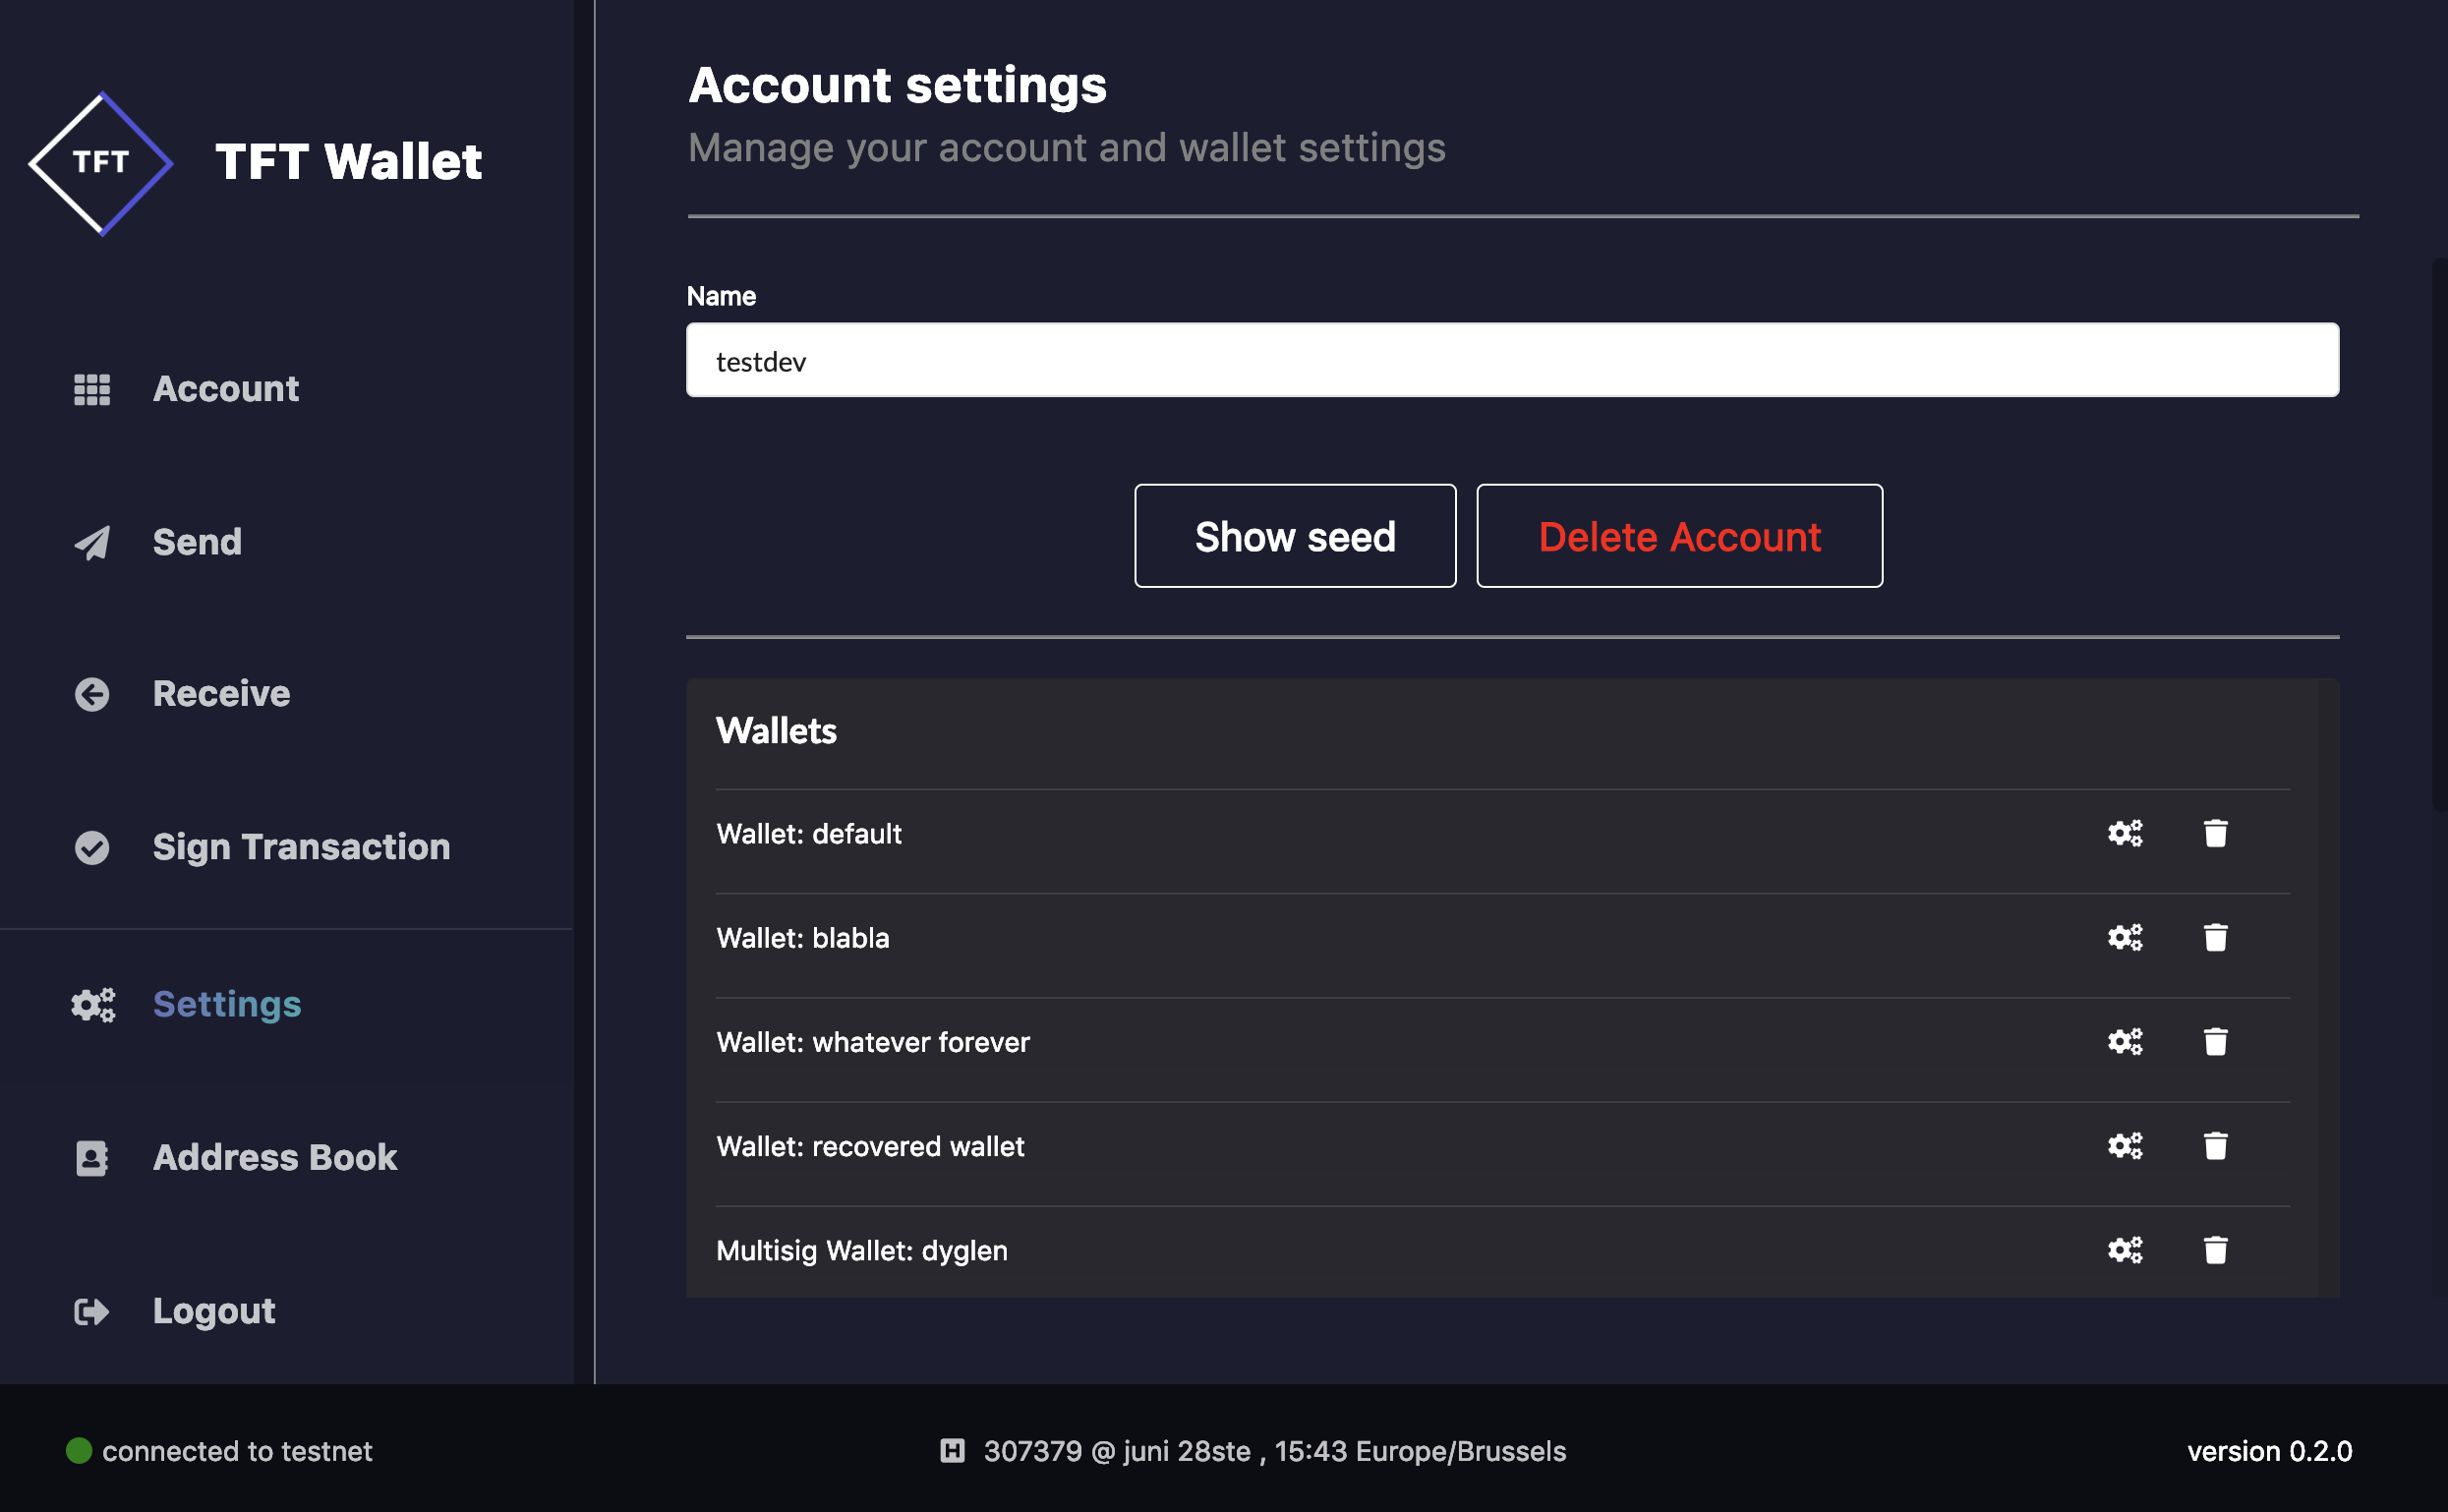 TFT
TFT Wallet
Account
Send
Receive
Sign Transaction
Settings
Address Book
Logout
Account settings
Manage your account and wallet settings
Name
testdev
Show seed
Delete Account
Wallets
Wallet: default
Wallet: blabla
Wallet: whatever forever
Wallet: recovered wallet
Multisig Wallet: dyglen
connected to testnet
H 307379 @ juni 28ste , 15:43 Europe/Brussels
version 0.2.0